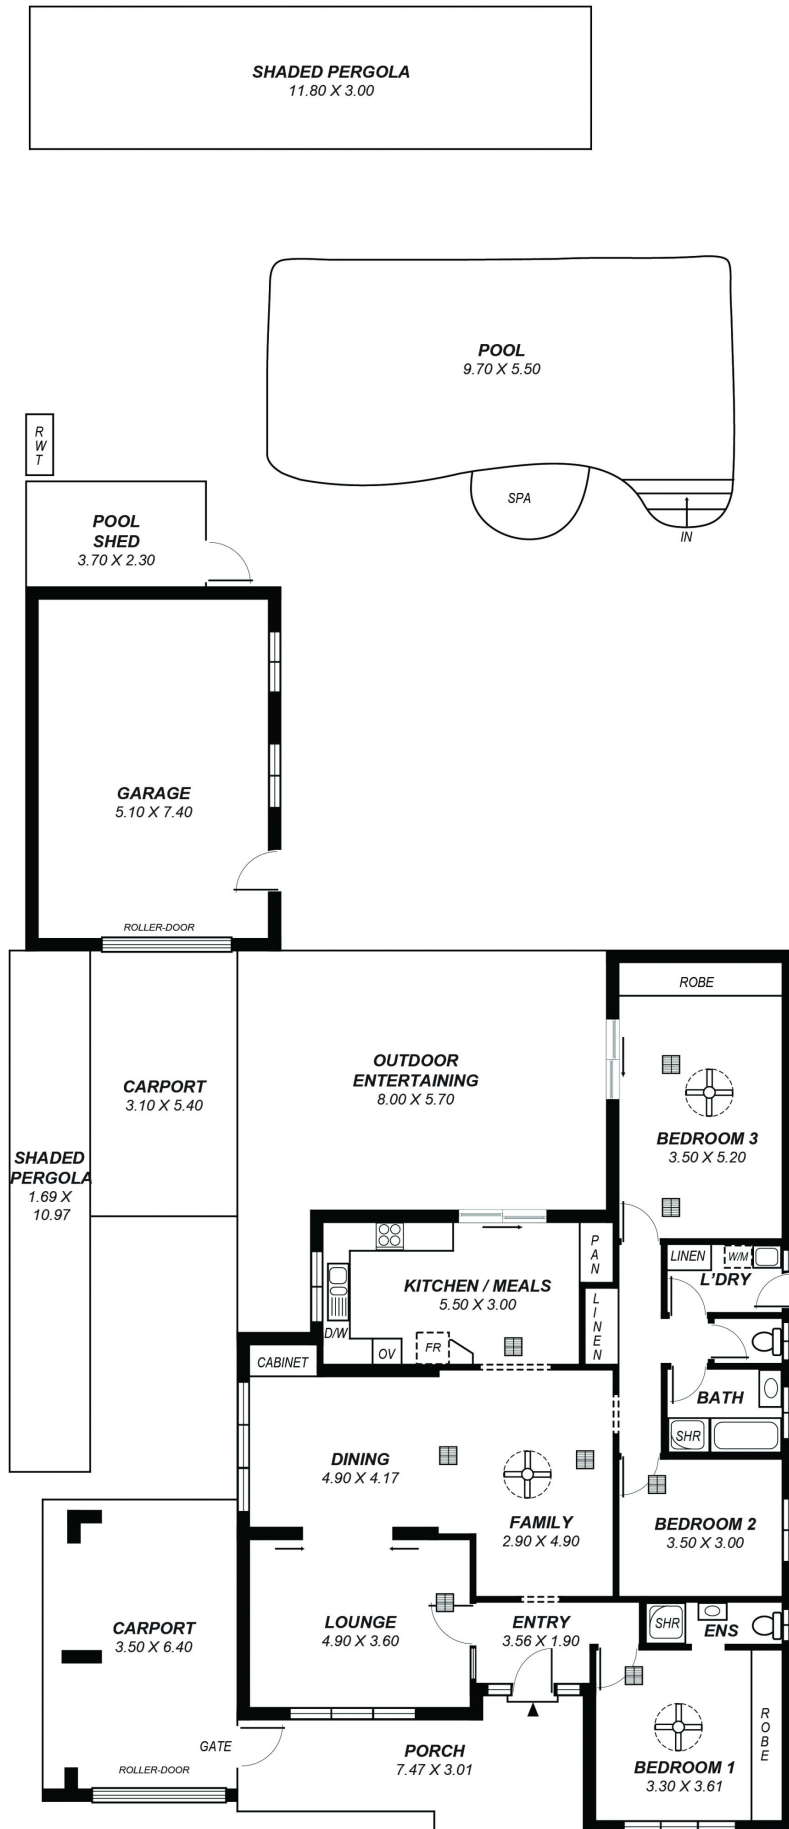 SHADED PERGOLA
11.80 X 3.00
POOL
9.70 X 5.50
R
W
T
SPA
IN
POOL
SHED
3.70 X 2.30
GARAGE
5.10 X 7.40
ROLLER-DOOR
ROBE
OUTDOOR
ENTERTAINING
8.00 X 5.70
CARPORT
3.10 X 5.40
BEDROOM 3
3.50 X 5.20
SHADED
PERGOLA
1.69 X
10.97
P
A
N
LINEN
W/M
L'DRY
KITCHEN / MEALS
5.50 X 3.00
L
I
N
E
N
D/W
OV
FR
CABINET
BATH
SHR
DINING
4.90 X 4.17
FAMILY
2.90 X 4.90
BEDROOM 2
3.50 X 3.00
CARPORT
3.50 X 6.40
LOUNGE
4.90 X 3.60
ENTRY
3.56 X 1.90
SHR
ENS
R
O
B
E
GATE
ROLLER-DOOR
PORCH
7.47 X 3.01
BEDROOM 1
3.30 X 3.61